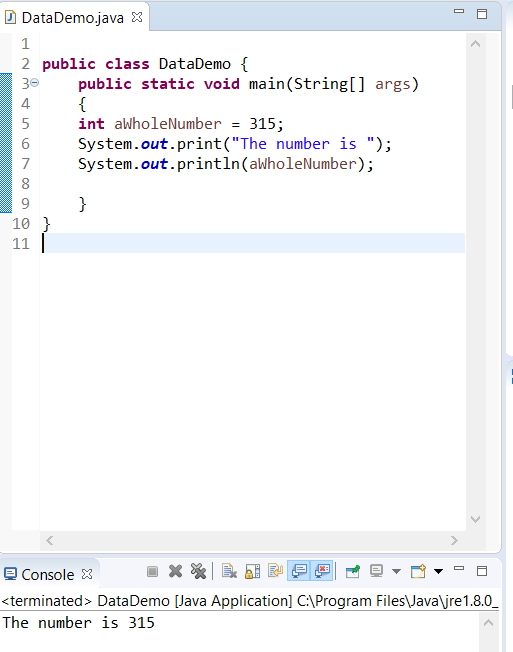 DataDemo.java
1
2 public class DataDemo {
3 public static void main(String[] args)
4 {
5 int aWholeNumber = 315;
6 System.out.print("The number is ");
7 System.out.println(aWholeNumber);
8
9 }
10 }
11
Console
<terminated> DataDemo [Java Application] C:\Program Files\Java\jre1.8.0_
The number is 315